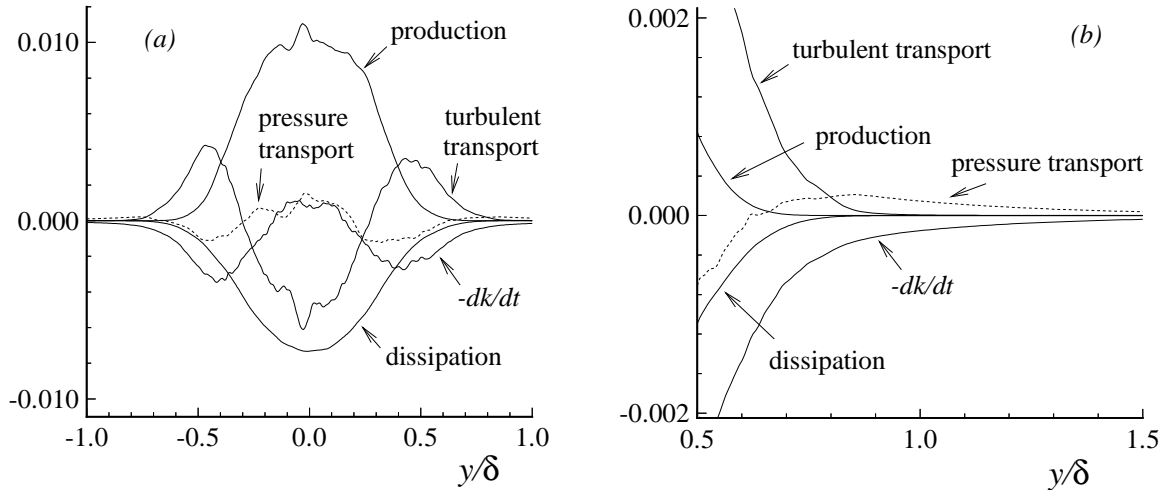 (a)
0.010
0.000
-0.010
production
pressure
transport
turbulent
transport
-dk/dt
dissipation
-1.0
-0.5
0.0
0.5
1.0
y/δ
(b)
0.002
0.000
-0.002
turbulent transport
production
pressure transport
-dk/dt
dissipation
0.5
1.0
1.5
y/δ